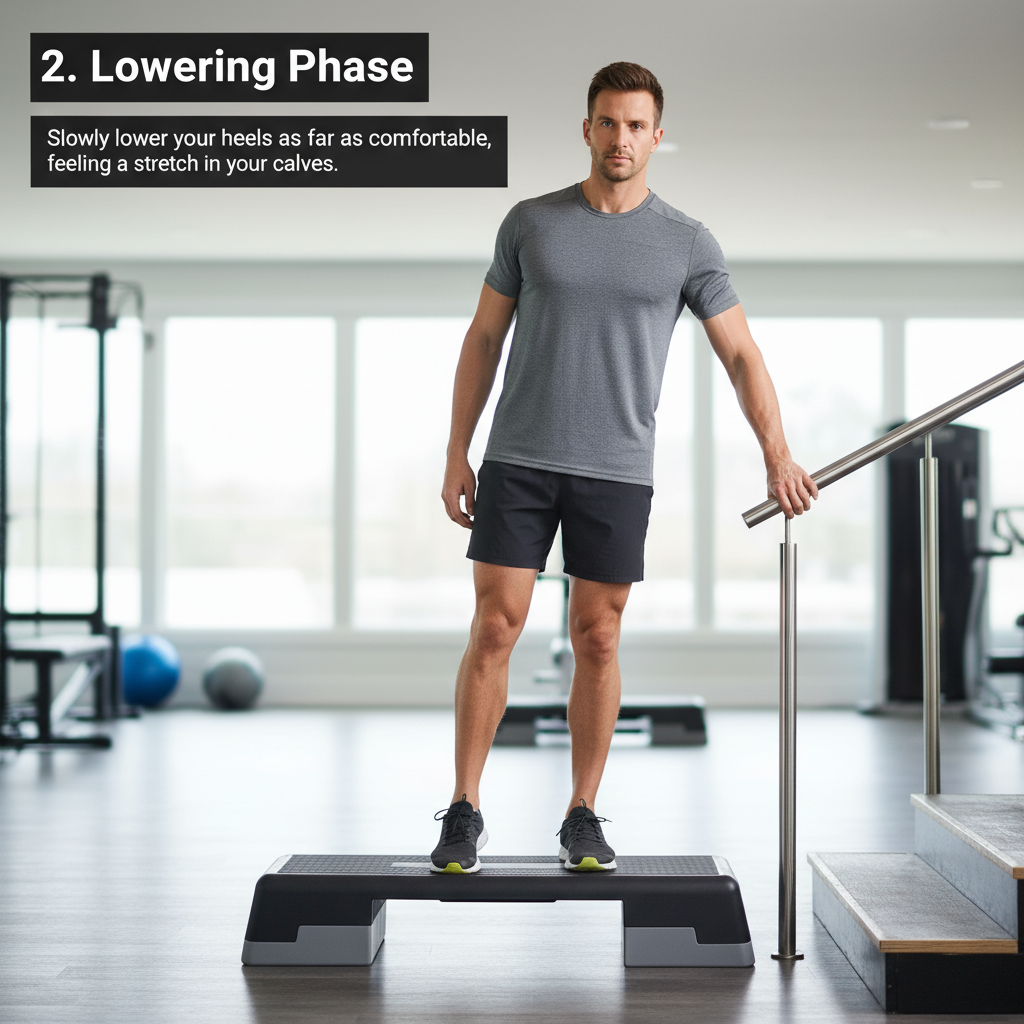 2. Lowering Phase
Slowly lower your heels as far as comfortable,
feeling a stretch in your calves.